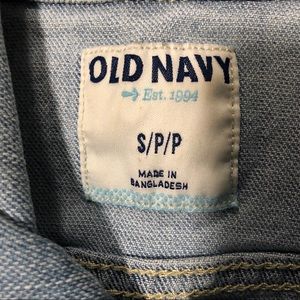 OLD NAVY
Est. 1994
S/P/P
MADE IN
BANGLADESH